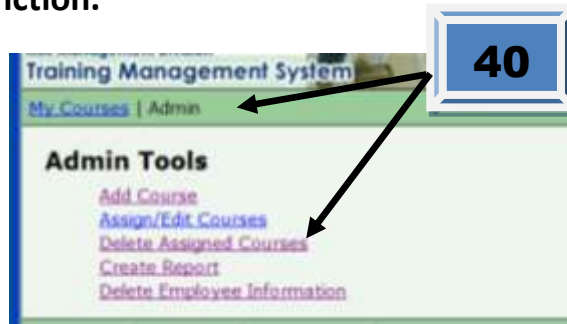 nction.
Training Management System
40
My Courses | Admin
Admin Tools
Add Course
Assign/Edit Courses
Delete Assigned Courses
Create Report
Delete Employee Information